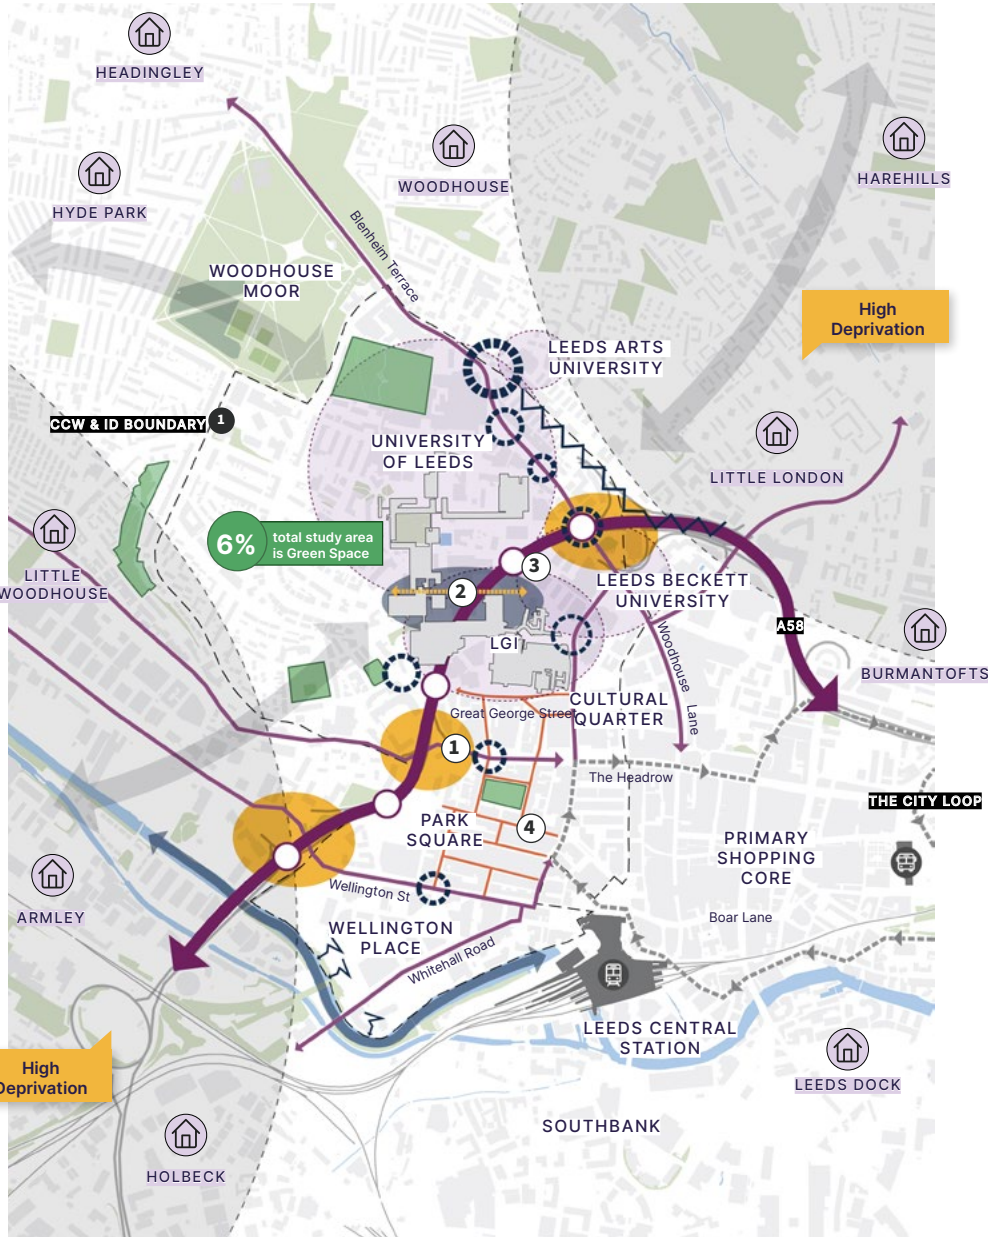 HEADINGLEY
WOODHOUSE
HAREHILLS
HYDE PARK
Blenheim Terrace
WOODHOUSE
MOOR
High
Deprivation
LEEDS ARTS
UNIVERSITY
CCW & ID BOUNDARY
1
UNIVERSITY
OF LEEDS
LITTLE LONDON
6%
total study area
is Green Space
3
LITTLE
WOODHOUSE
2
LEEDS BECKETT
UNIVERSITY
A58
LGI
Woodhouse Lane
BURMANTOFTS
Great George Street
CULTURAL
QUARTER
1
The Headrow
THE CITY LOOP
PARK
SQUARE
4
PRIMARY
SHOPPING
CORE
ARMLEY
Wellington St
Boar Lane
WELLINGTON
PLACE
Whitehall Road
LEEDS CENTRAL
STATION
High
Deprivation
LEEDS DOCK
SOUTHBANK
HOLBECK